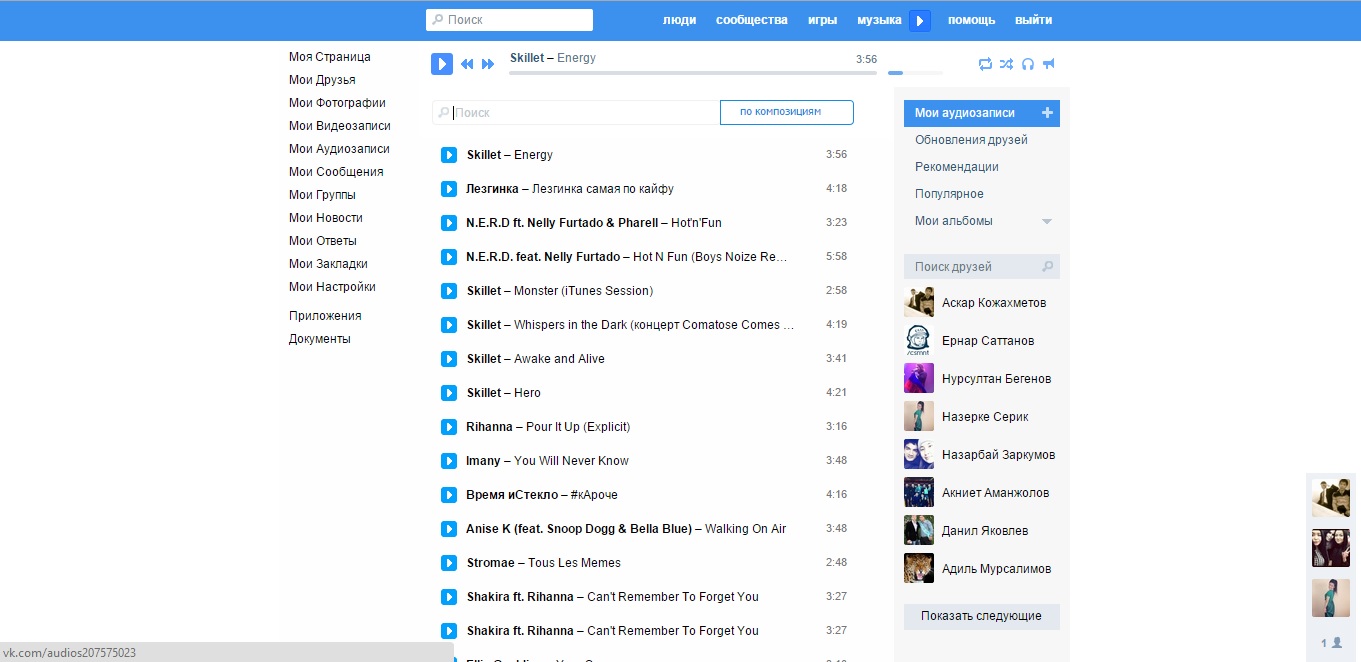 Поиск
люди сообщества игры музыка помощь выйти
Моя Страница
Мои Друзья
Мои Фотографии
Мои Видеозаписи
Мои Аудиозаписи
Мои Сообщения
Мои Группы
Мои Новости
Мои Ответы
Мои Закладки
Мои Настройки
Приложения
Документы
Skillet – Energy 3:56
Поиск по композициям
Skillet – Energy 3:56
Лезгинка – Лезгинка самая по кайфу 4:18
N.E.R.D ft. Nelly Furtado & Pharell – Hot'n'Fun 3:23
N.E.R.D. feat. Nelly Furtado – Hot N Fun (Boys Noize Re… 5:58
Skillet – Monster (iTunes Session) 2:58
Skillet – Whispers in the Dark (концерт Comatose Comes … 4:19
Skillet – Awake and Alive 3:41
Skillet – Hero 4:21
Rihanna – Pour It Up (Explicit) 3:16
Imany – You Will Never Know 3:48
Время иСтекло – #кАроче 4:16
Anise K (feat. Snoop Dogg & Bella Blue) – Walking On Air 3:48
Stromae – Tous Les Memes 2:48
Shakira ft. Rihanna – Can't Remember To Forget You 3:27
Shakira ft. Rihanna – Can't Remember To Forget You 3:27
Мои аудиозаписи
Обновления друзей
Рекомендации
Популярное
Мои альбомы
Поиск друзей
Аскар Кожахметов
Ернар Саттанов
Нурсултан Бегенов
Назерке Серик
Назарбай Заркумов
Акниет Аманжолов
Данил Яковлев
Адиль Мурсалимов
Показать следующие
1
vk.com/audios207575023